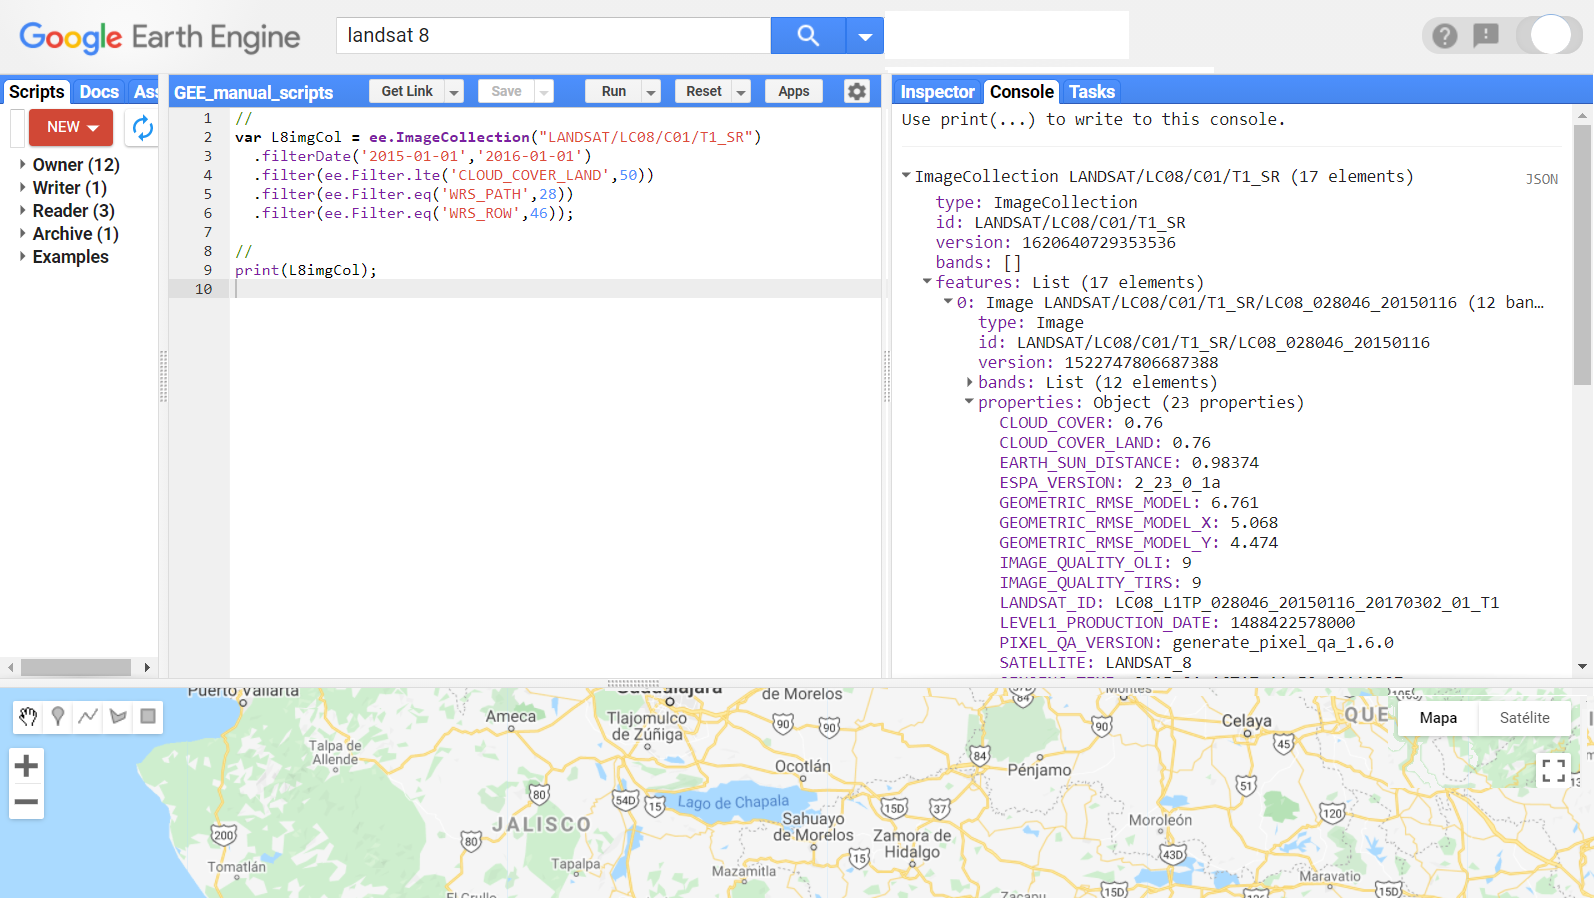 Google Earth Engine
landsat 8
Scripts Docs Ass
NEW
Owner (12)
Writer (1)
Reader (3)
Archive (1)
Examples
GEE_manual_scripts
Get Link
Save
Run
Reset
Apps
1 //
2 var L8imgCol = ee.ImageCollection("LANDSAT/LC08/C01/T1_SR")
3 .filterDate('2015-01-01','2016-01-01')
4 .filter(ee.Filter.lte('CLOUD_COVER_LAND',50))
5 .filter(ee.Filter.eq('WRS_PATH',28))
6 .filter(ee.Filter.eq('WRS_ROW',46));
7
8 //
9 print(L8imgCol);
10
Inspector Console Tasks
Use print(...) to write to this console.
ImageCollection LANDSAT/LC08/C01/T1_SR (17 elements)
JSON
type: ImageCollection
id: LANDSAT/LC08/C01/T1_SR
version: 1620640729353536
bands: []
features: List (17 elements)
0: Image LANDSAT/LC08/C01/T1_SR/LC08_028046_20150116 (12 ban…
type: Image
id: LANDSAT/LC08/C01/T1_SR/LC08_028046_20150116
version: 1522747806687388
bands: List (12 elements)
properties: Object (23 properties)
CLOUD_COVER: 0.76
CLOUD_COVER_LAND: 0.76
EARTH_SUN_DISTANCE: 0.98374
ESPA_VERSION: 2_23_0_1a
GEOMETRIC_RMSE_MODEL: 6.761
GEOMETRIC_RMSE_MODEL_X: 5.068
GEOMETRIC_RMSE_MODEL_Y: 4.474
IMAGE_QUALITY_OLI: 9
IMAGE_QUALITY_TIRS: 9
LANDSAT_ID: LC08_L1TP_028046_20150116_20170302_01_T1
LEVEL1_PRODUCTION_DATE: 1488422578000
PIXEL_QA_VERSION: generate_pixel_qa_1.6.0
SATELLITE: LANDSAT_8
Puerto Vallarta
Guadalajara
de Morelos
Montes
84
105
Ameca
Tlajomulco
de Zúñiga
90
90
90
Celaya
QUE
Mapa
Satélite
45
Talpa de
Allende
Ocotlán
84
Pénjamo
51
80
54D
15
Lago de Chapala
15D
37
120
JALISCO
Sahuayo
de Morelos
Zamora de
Hidalgo
Moroleón
200
80
15
43D
Tomatlán
Tapalpa
Mazamitla
Maravatio
El Grullo
Zacapu
15D
15D